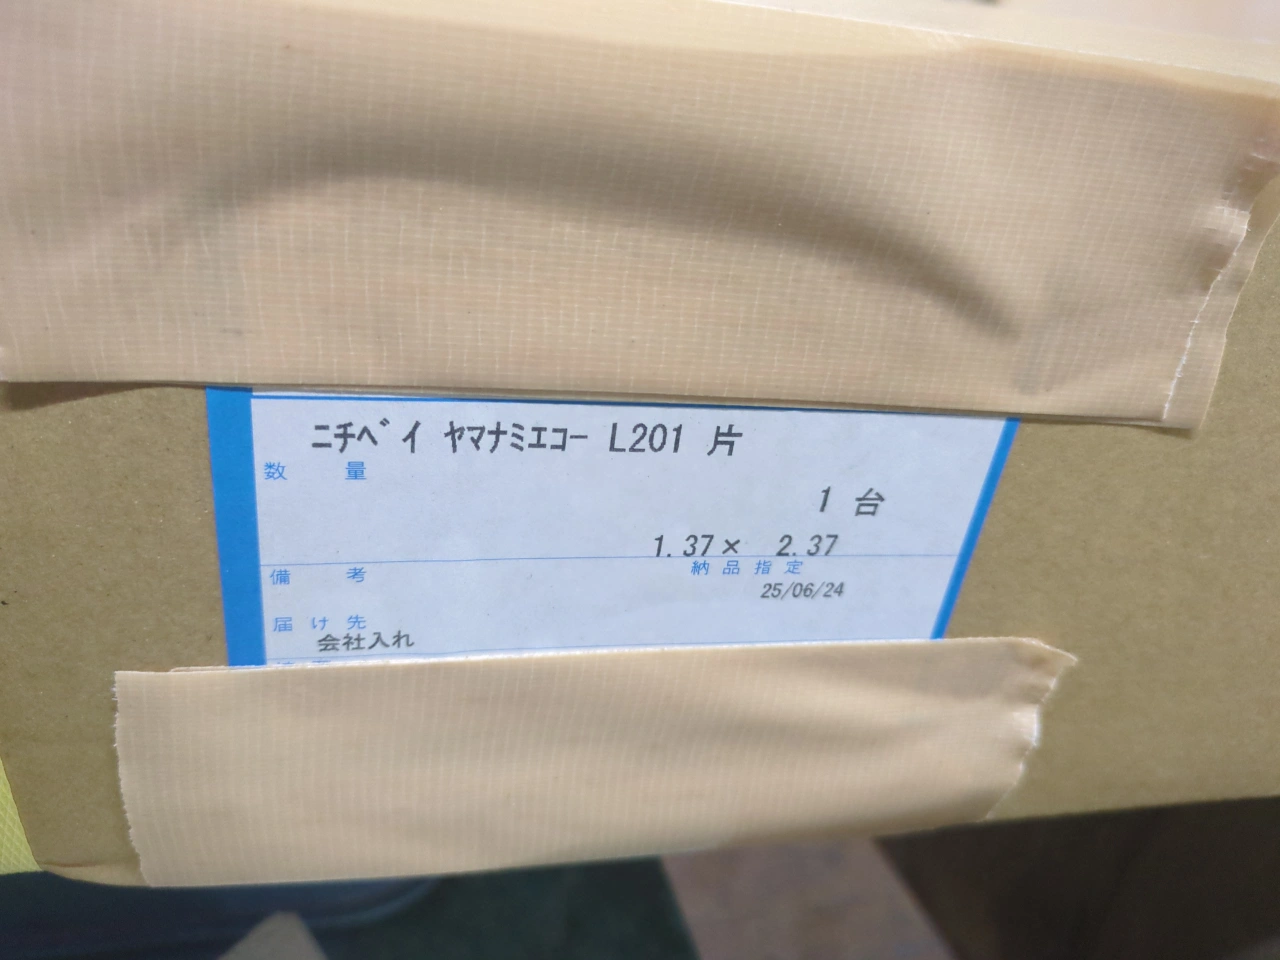 ﾆﾁﾍﾞｲ ﾔﾏﾅﾐｴｺｰ L201 片
数量
1 台
1.37× 2.37
備考 納品指定
25/06/24
届け先
会社入れ